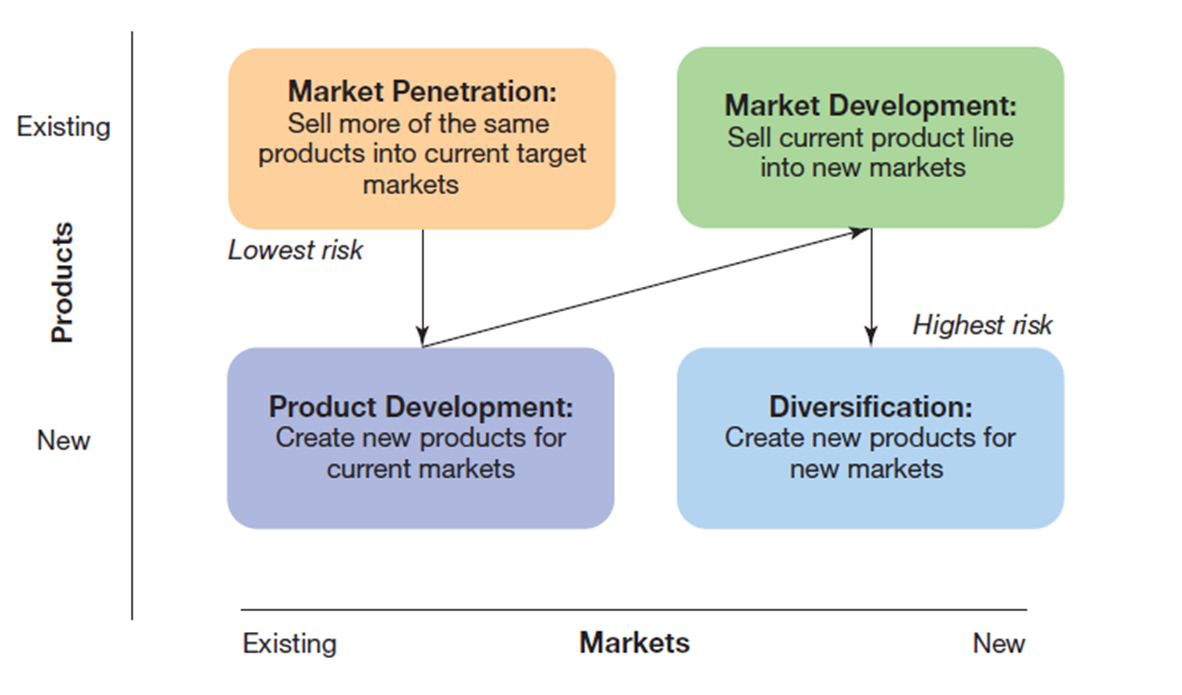 Existing
Products
New
Market Penetration:
Sell more of the same
products into current target
markets
Market Development:
Sell current product line
into new markets
Lowest risk
Highest risk
Product Development:
Create new products for
current markets
Diversification:
Create new products for
new markets
Existing
Markets
New